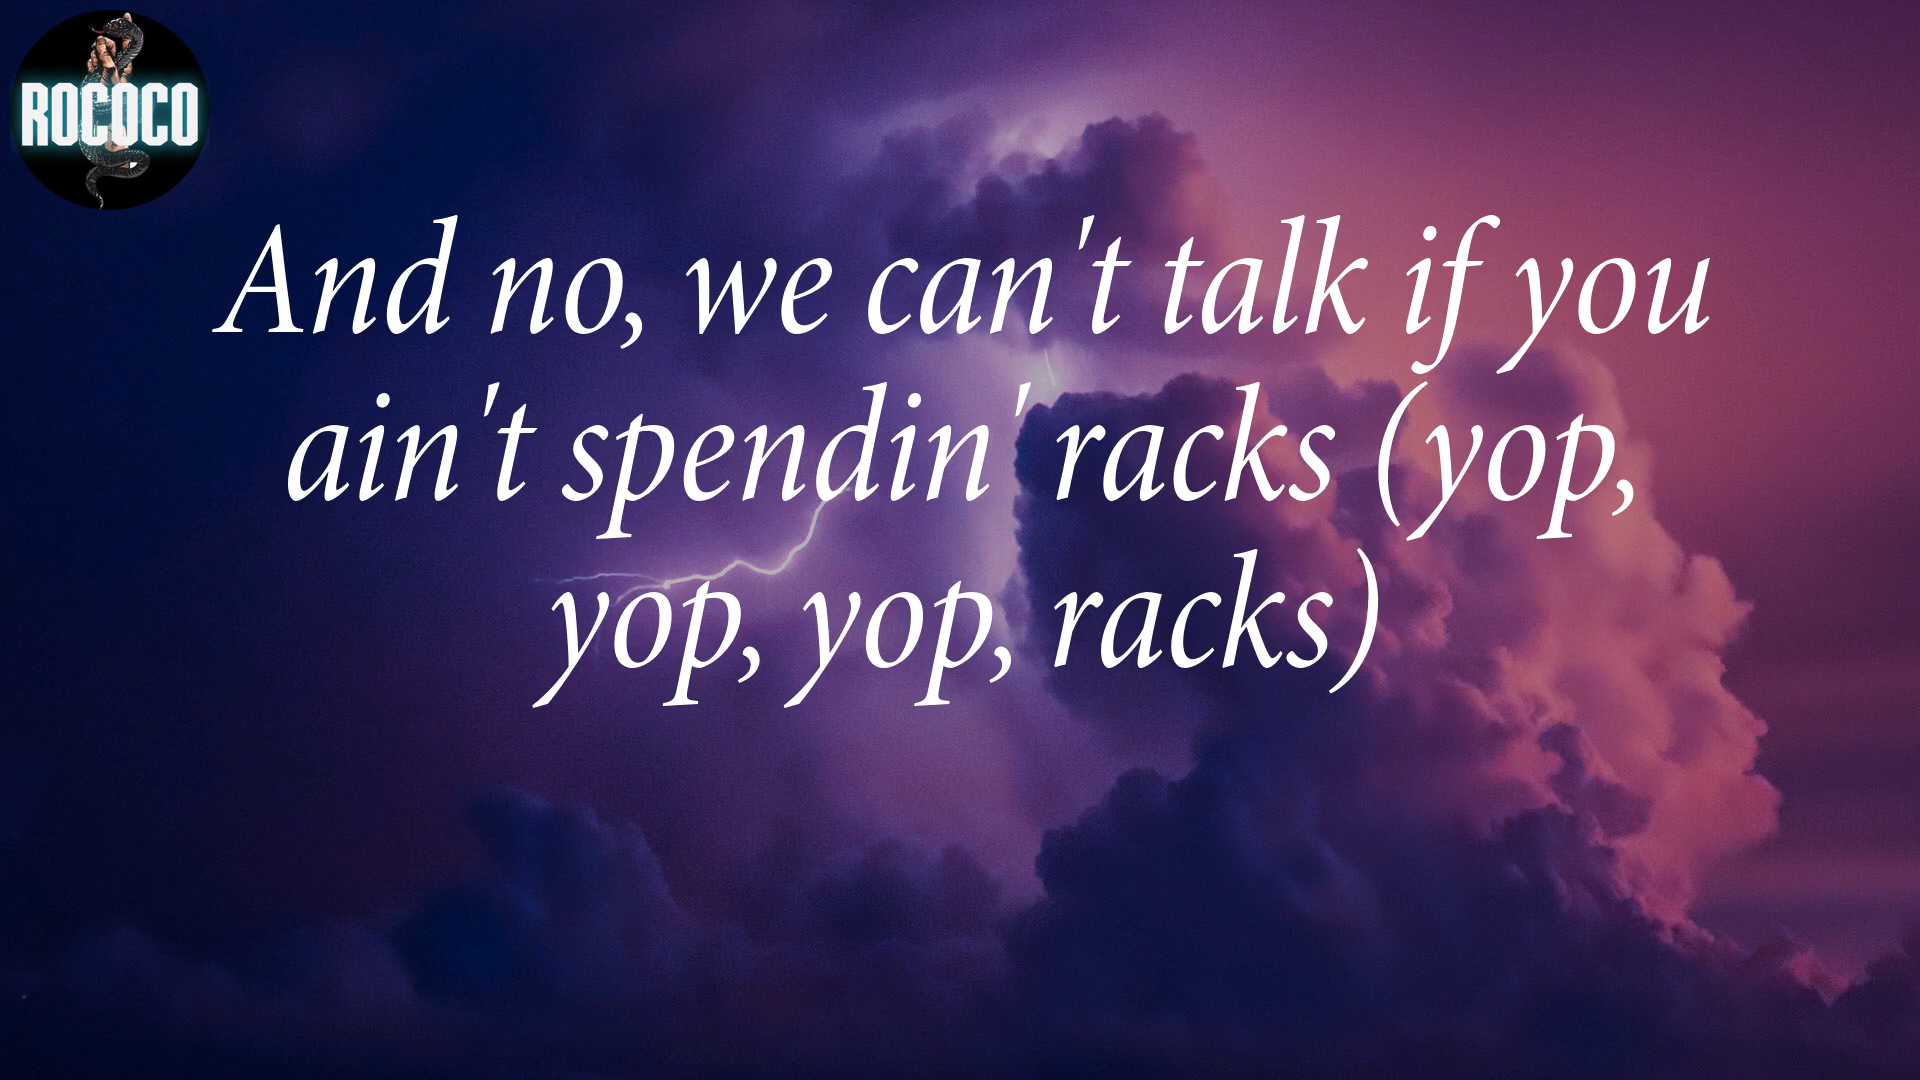 ROCOCO
And no, we can't talk if you
ain't spendin' racks (yop,
yop, yop, racks)